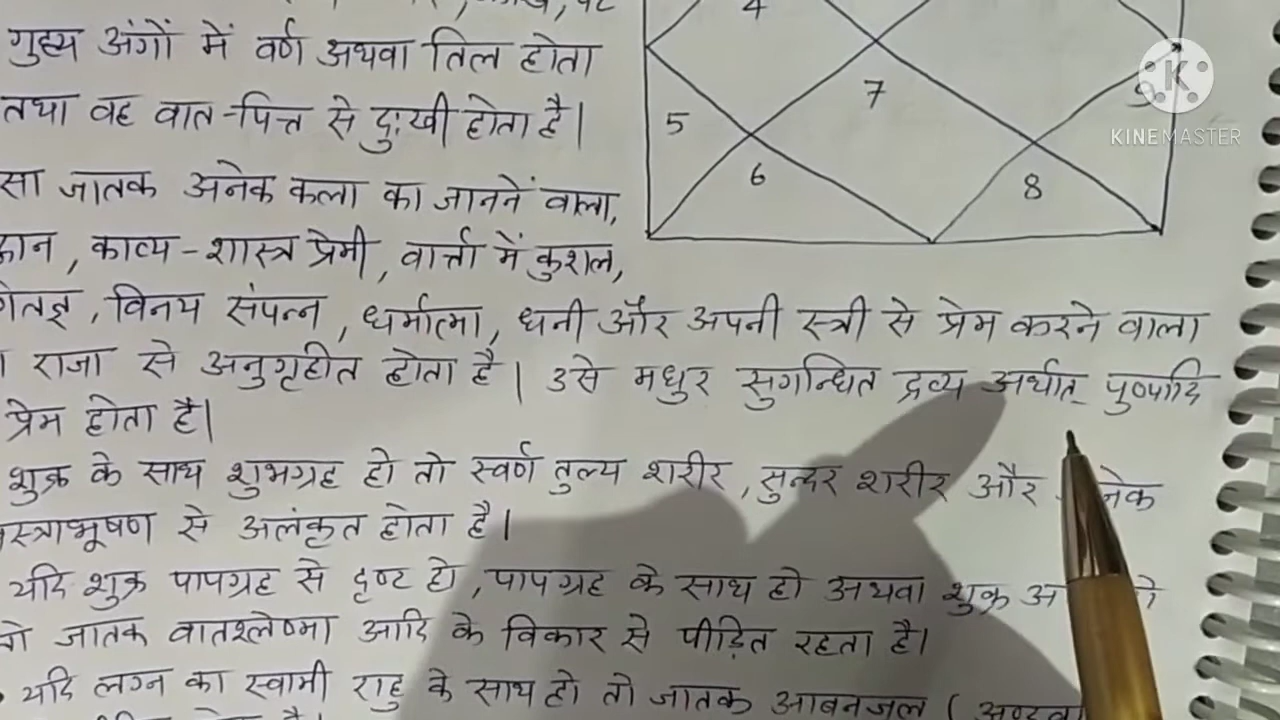 गुह्य अंगों में वर्ण अथवा तिल होता
तथा वह वात-पित्त से दुःखी होता है।
सा जातक अनेक कला का जाननें वाला,
काव्य-शास्त्र प्रेमी, वार्त्ता में कुशल,
विनय संपन्न, धर्मात्मा, धनी और अपनी स्त्री से प्रेम करने वाला
राजा से अनुगृहीत होता है। उसे मधुर सुगन्धित द्रव्य अर्थात् पुष्पादि
प्रेम होता है।
शुक्र के साथ शुभग्रह हो तो स्वर्ण तुल्य शरीर, सुन्दर शरीर और
स्त्राभूषण से अलंकृत होता है।
यदि शुक्र पापग्रह से दृष्ट हो, पापग्रह के साथ हो अथवा शुक्र
जातक वातश्लेष्मा आदि के विकार से पीड़ित रहता है।
यदि लग्न का स्वामी राहु के साथ हो तो जातक आबनजल (
4
7
5
6
8
9
K
KINEMASTER